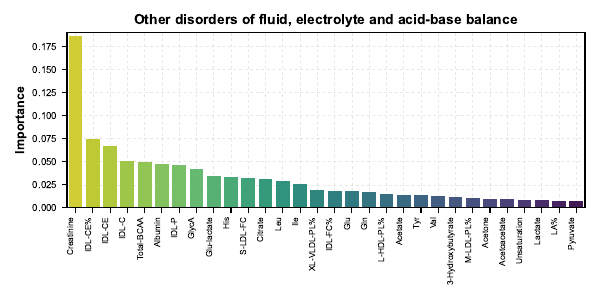 Other disorders of fluid, electrolyte and acid-base balance
Importance
0.175
0.150
0.125
0.100
0.075
0.050
0.025
0.000
Creatinine
IDL-CE%
IDL-CE
IDL-C
Total-BCAA
Albumin
IDL-P
GlycA
Glu-lactate
His
S-LDL-FC
Citrate
Leu
Ile
XL-VLDL-PL%
IDL-FC%
Glu
Gln
L-HDL-PL%
Acetate
Tyr
Val
3-Hydroxybutyrate
M-LDL-PL%
Acetone
Acetoacetate
Unsaturation
Lactate
LA%
Pyruvate